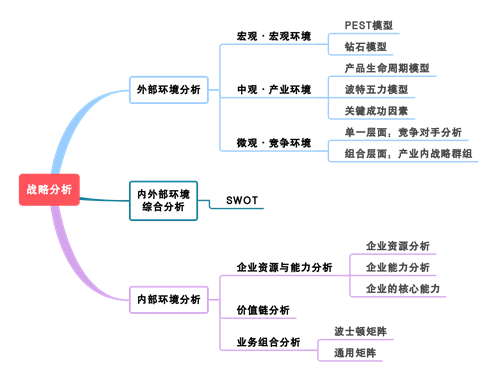 战略分析
外部环境分析
宏观·宏观环境
PEST模型
钻石模型
中观·产业环境
产品生命周期模型
波特五力模型
关键成功因素
微观·竞争环境
单一层面：竞争对手分析
组合层面：产业内战略群组
内外部环境
综合分析
SWOT
内部环境分析
企业资源与能力分析
企业资源分析
企业能力分析
企业的核心能力
价值链分析
业务组合分析
波士顿矩阵
通用矩阵